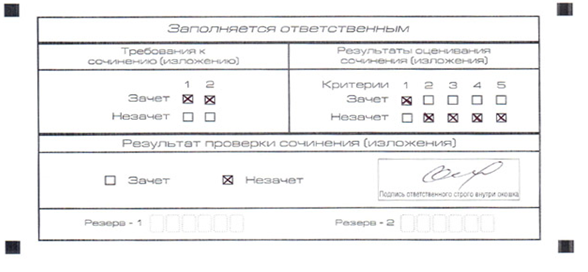 Заполняется ответственным
Требования к сочинению (изложению)
Результаты оценивания сочинения (изложения)
1 2
Зачет
Незачет
Критерии 1 2 3 4 5
Зачет
Незачет
Результат проверки сочинения (изложения)
Зачет Незачет
Подпись ответственного строго внутри окошка
Резерв - 1 Резерв - 2